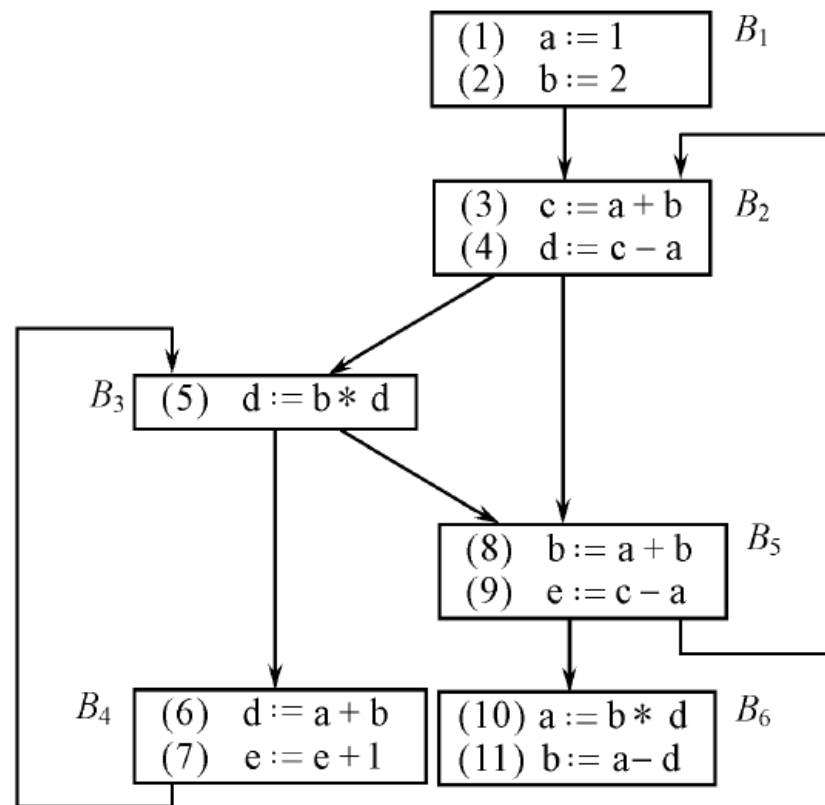 (1) a := 1
(2) b := 2
B₁
(3) c := a + b
(4) d := c − a
B₂
B₃
(5) d := b * d
(8) b := a + b
(9) e := c − a
B₅
B₄
(6) d := a + b
(7) e := e + 1
(10) a := b * d
(11) b := a − d
B₆